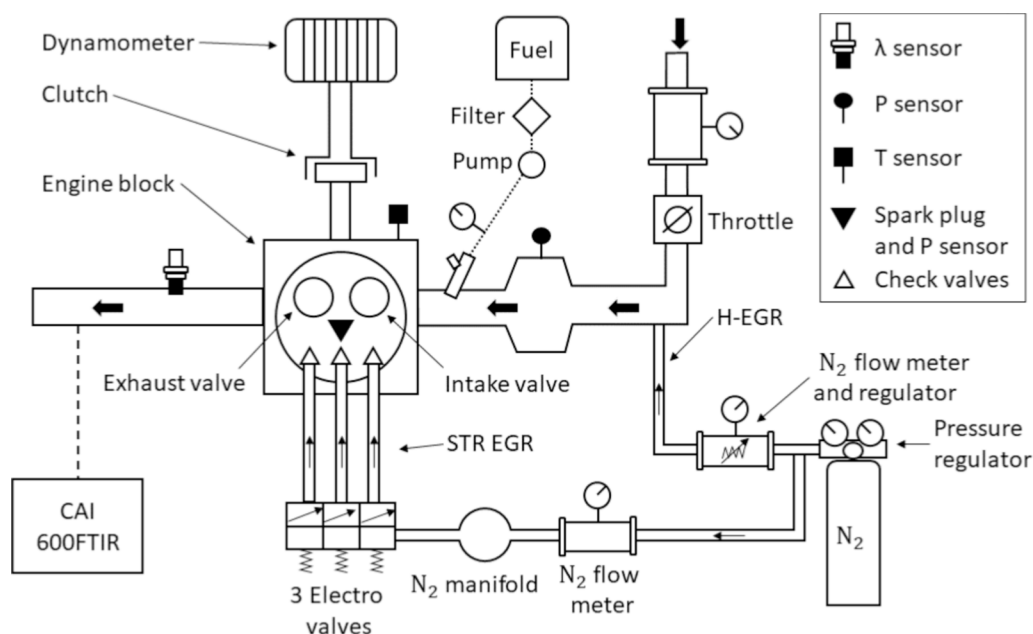 Dynamometer
Clutch
Engine block
Fuel
Filter
Pump
Throttle
λ sensor
P sensor
T sensor
Spark plug
and P sensor
Check valves
H-EGR
Exhaust valve
Intake valve
N₂ flow meter
and regulator
Pressure
regulator
STR EGR
CAI
600FTIR
3 Electro
valves
N₂ manifold
N₂ flow
meter
N₂